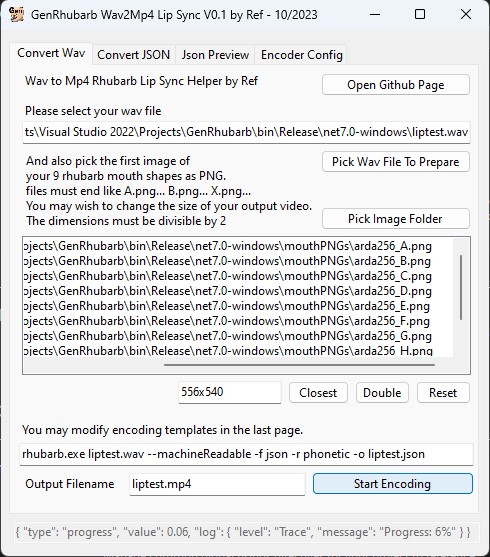 GenRhubarb Wav2Mp4 Lip Sync V0.1 by Ref - 10/2023
Convert Wav Convert JSON Json Preview Encoder Config
Wav to Mp4 Rhubarb Lip Sync Helper by Ref
Open Github Page
Please select your wav file
ts\Visual Studio 2022\Projects\GenRhubarb\bin\Release\net7.0-windows\liptest.wav
And also pick the first image of
your 9 rhubarb mouth shapes as PNG.
files must end like A.png... B.png... X.png...
You may wish to change the size of your output video.
The dimensions must be divisible by 2
Pick Wav File To Prepare
Pick Image Folder
ojects\GenRhubarb\bin\Release\net7.0-windows\mouthPNGs\arda256_A.png
ojects\GenRhubarb\bin\Release\net7.0-windows\mouthPNGs\arda256_B.png
ojects\GenRhubarb\bin\Release\net7.0-windows\mouthPNGs\arda256_C.png
ojects\GenRhubarb\bin\Release\net7.0-windows\mouthPNGs\arda256_D.png
ojects\GenRhubarb\bin\Release\net7.0-windows\mouthPNGs\arda256_E.png
ojects\GenRhubarb\bin\Release\net7.0-windows\mouthPNGs\arda256_F.png
ojects\GenRhubarb\bin\Release\net7.0-windows\mouthPNGs\arda256_G.png
ojects\GenRhubarb\bin\Release\net7.0-windows\mouthPNGs\arda256_H.png
556x540 Closest Double Reset
You may modify encoding templates in the last page.
rhubarb.exe liptest.wav --machineReadable -f json -r phonetic -o liptest.json
Output Filename liptest.mp4 Start Encoding
{ "type": "progress", "value": 0.06, "log": { "level": "Trace", "message": "Progress: 6%" } }